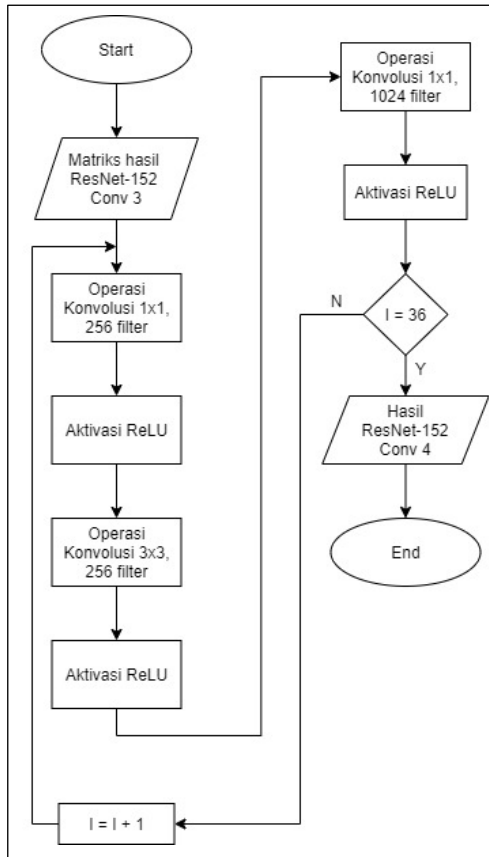 Start
Matriks hasil
ResNet-152
Conv 3
Operasi
Konvolusi 1x1,
256 filter
Aktivasi ReLU
Operasi
Konvolusi 3x3,
256 filter
Aktivasi ReLU
I = I + 1
Operasi
Konvolusi 1x1,
1024 filter
Aktivasi ReLU
N
I = 36
Y
Hasil
ResNet-152
Conv 4
End